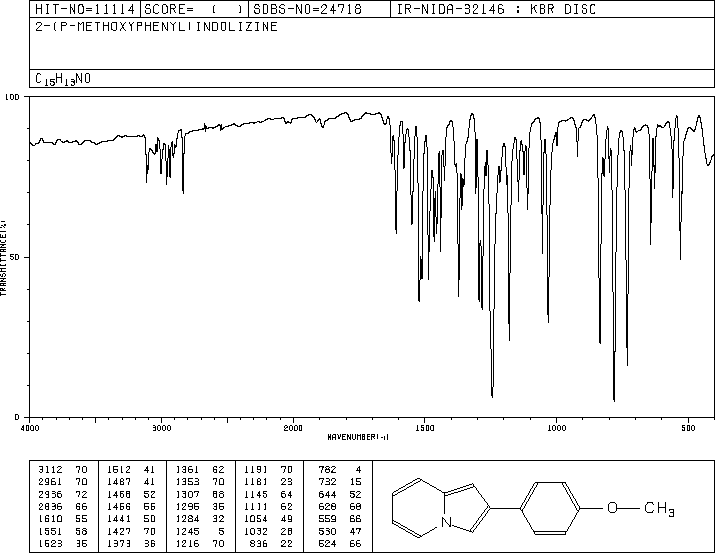 HIT-NO=11114 SCORE= ( ) SDBS-NO=24718 IR-NIDA-32146 : KBR DISC
2-(P-METHOXYPHENYL)INDOLIZINE
C15H13NO
100
50
0
TRANSMITTANCE(%)
4000 3000 2000 1500 1000 500
WAVENUMBER(-1)
3112 70 1512 41 1361 62 1191 70 782 4
2961 70 1487 41 1353 70 1181 23 732 15
2936 72 1468 52 1307 68 1145 64 644 52
2836 66 1456 55 1296 35 1111 62 628 68
1610 55 1441 50 1284 32 1054 49 559 66
1551 58 1427 70 1245 5 1032 28 530 47
1523 35 1373 36 1216 70 836 22 524 66
N O CH3